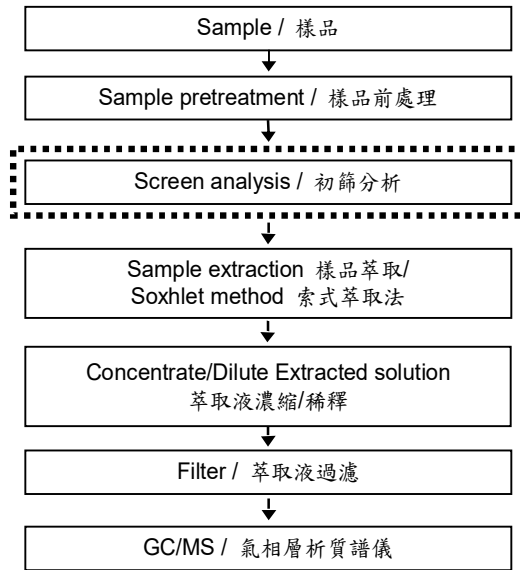 Sample / 樣品
Sample pretreatment / 樣品前處理
Screen analysis / 初篩分析
Sample extraction 樣品萃取/
Soxhlet method 索式萃取法
Concentrate/Dilute Extracted solution
萃取液濃縮/稀釋
Filter / 萃取液過濾
GC/MS / 氣相層析質譜儀